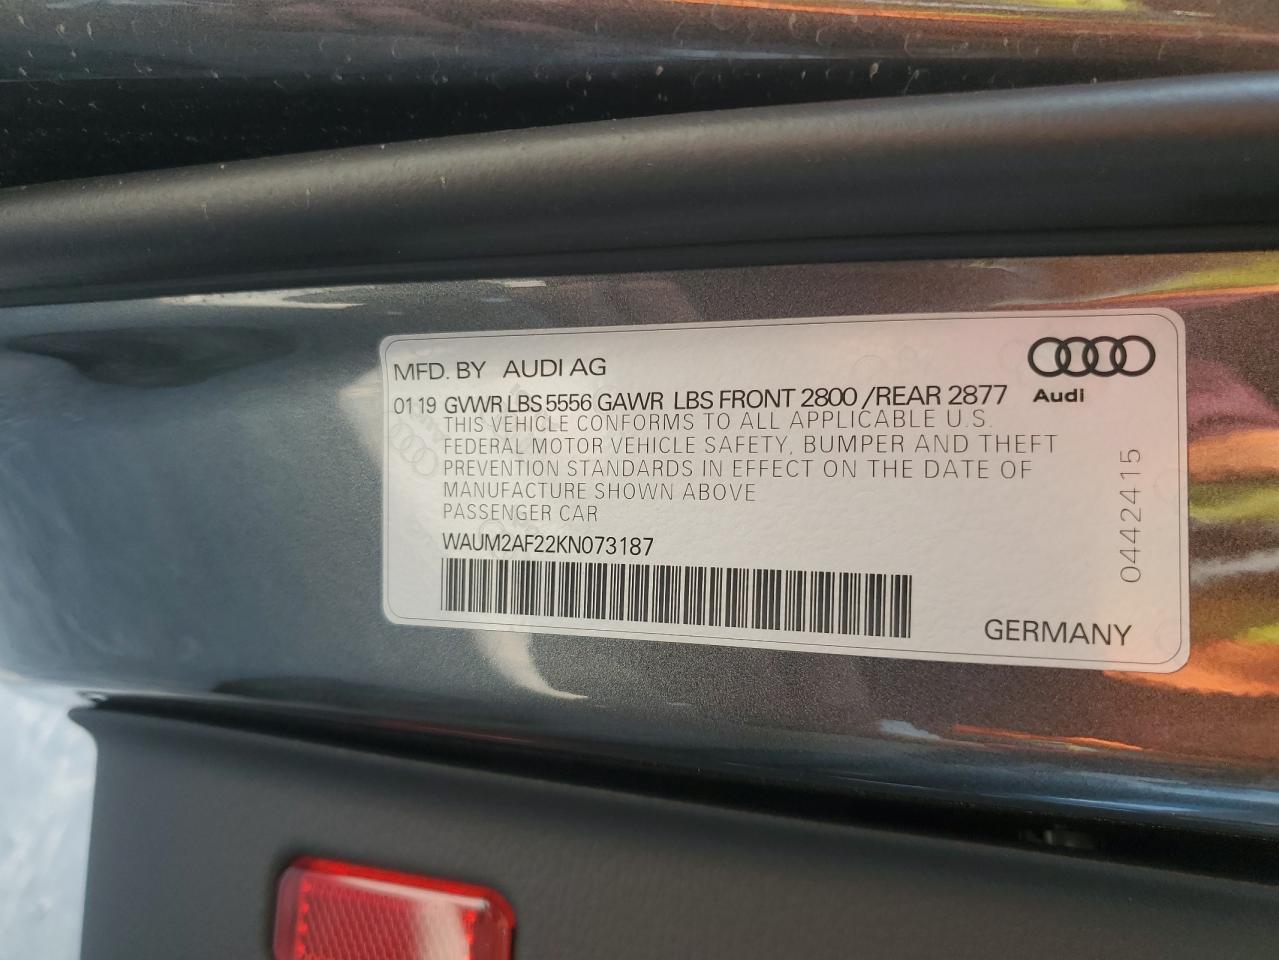 MFD. BY AUDI AG
01 19 GVWR LBS 5556 GAWR LBS FRONT 2800 /REAR 2877
Audi
THIS VEHICLE CONFORMS TO ALL APPLICABLE U.S.
FEDERAL MOTOR VEHICLE SAFETY, BUMPER AND THEFT
PREVENTION STANDARDS IN EFFECT ON THE DATE OF
MANUFACTURE SHOWN ABOVE
PASSENGER CAR
WAUM2AF22KN073187
0442415
GERMANY